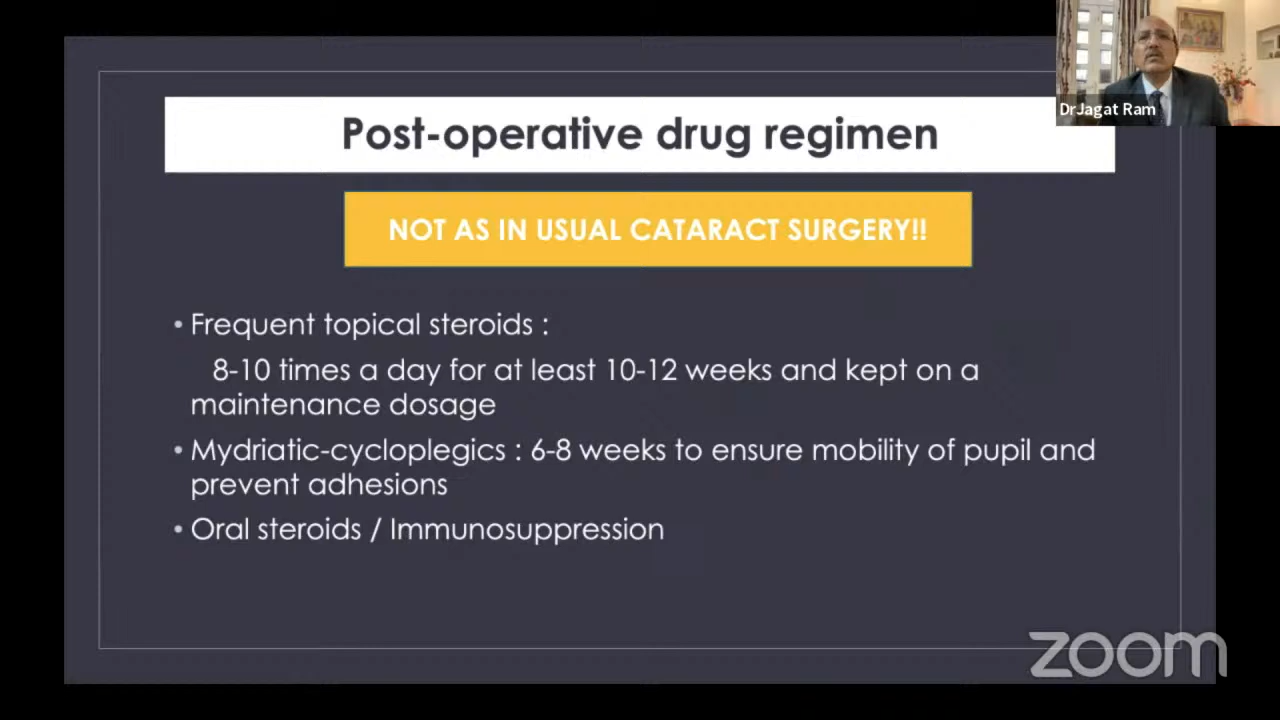 Post-operative drug regimen
NOT AS IN USUAL CATARACT SURGERY!!
• Frequent topical steroids :
8-10 times a day for at least 10-12 weeks and kept on a
maintenance dosage
• Mydriatic-cycloplegics : 6-8 weeks to ensure mobility of pupil and
prevent adhesions
• Oral steroids / Immunosuppression
DrJagat Ram
zoom